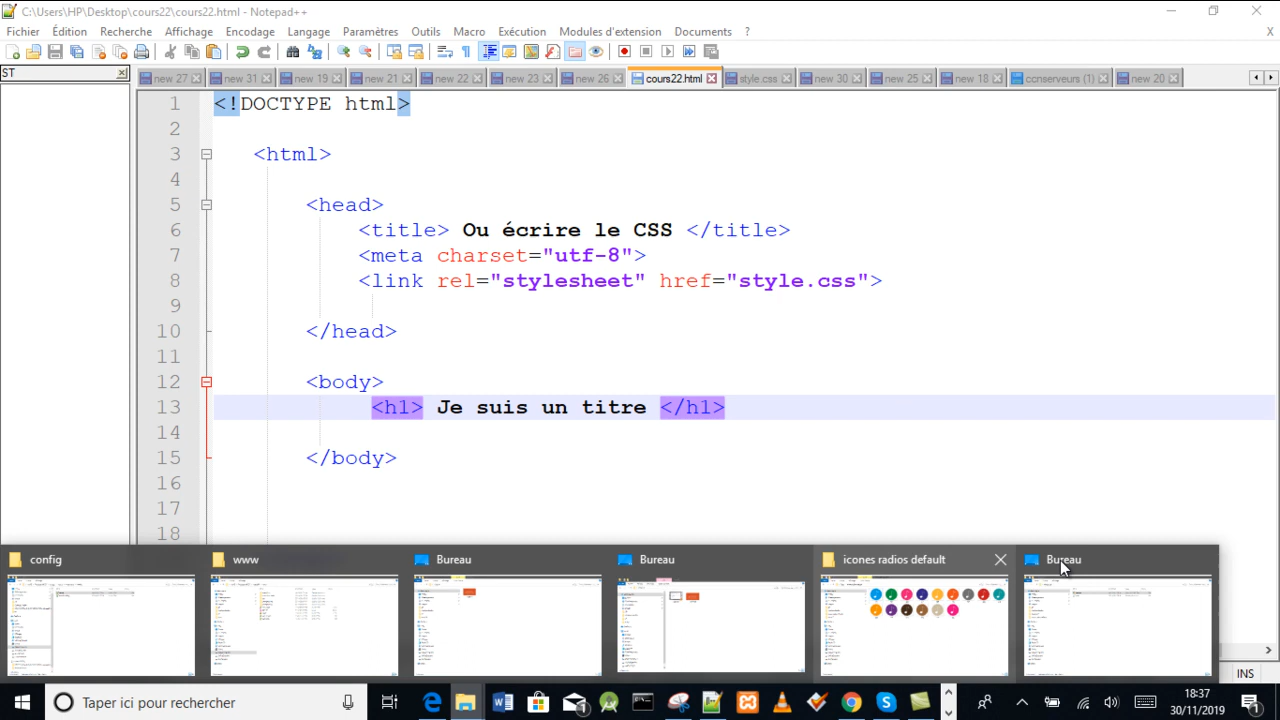 C:\Users\HP\Desktop\cours22\cours22.html - Notepad++
Fichier Édition Recherche Affichage Encodage Langage Paramètres Outils Macro Exécution Modules d'extension Documents ? X
ST
new 27 new 31 new 19 new 21 new 22 new 23 new 26 cours22.html style.css new 18 ccnserveurs (1) new 20
1 <!DOCTYPE html>
2
3 <html>
4
5 <head>
6 <title> Ou écrire le CSS </title>
7 <meta charset="utf-8">
8 <link rel="stylesheet" href="style.css">
9
10 </head>
11
12 <body>
13 <h1> Je suis un titre </h1>
14
15 </body>
16
17
18
config www Bureau Bureau icones radios default Bureau
INS
Taper ici pour rechercher
18:37
30/11/2019